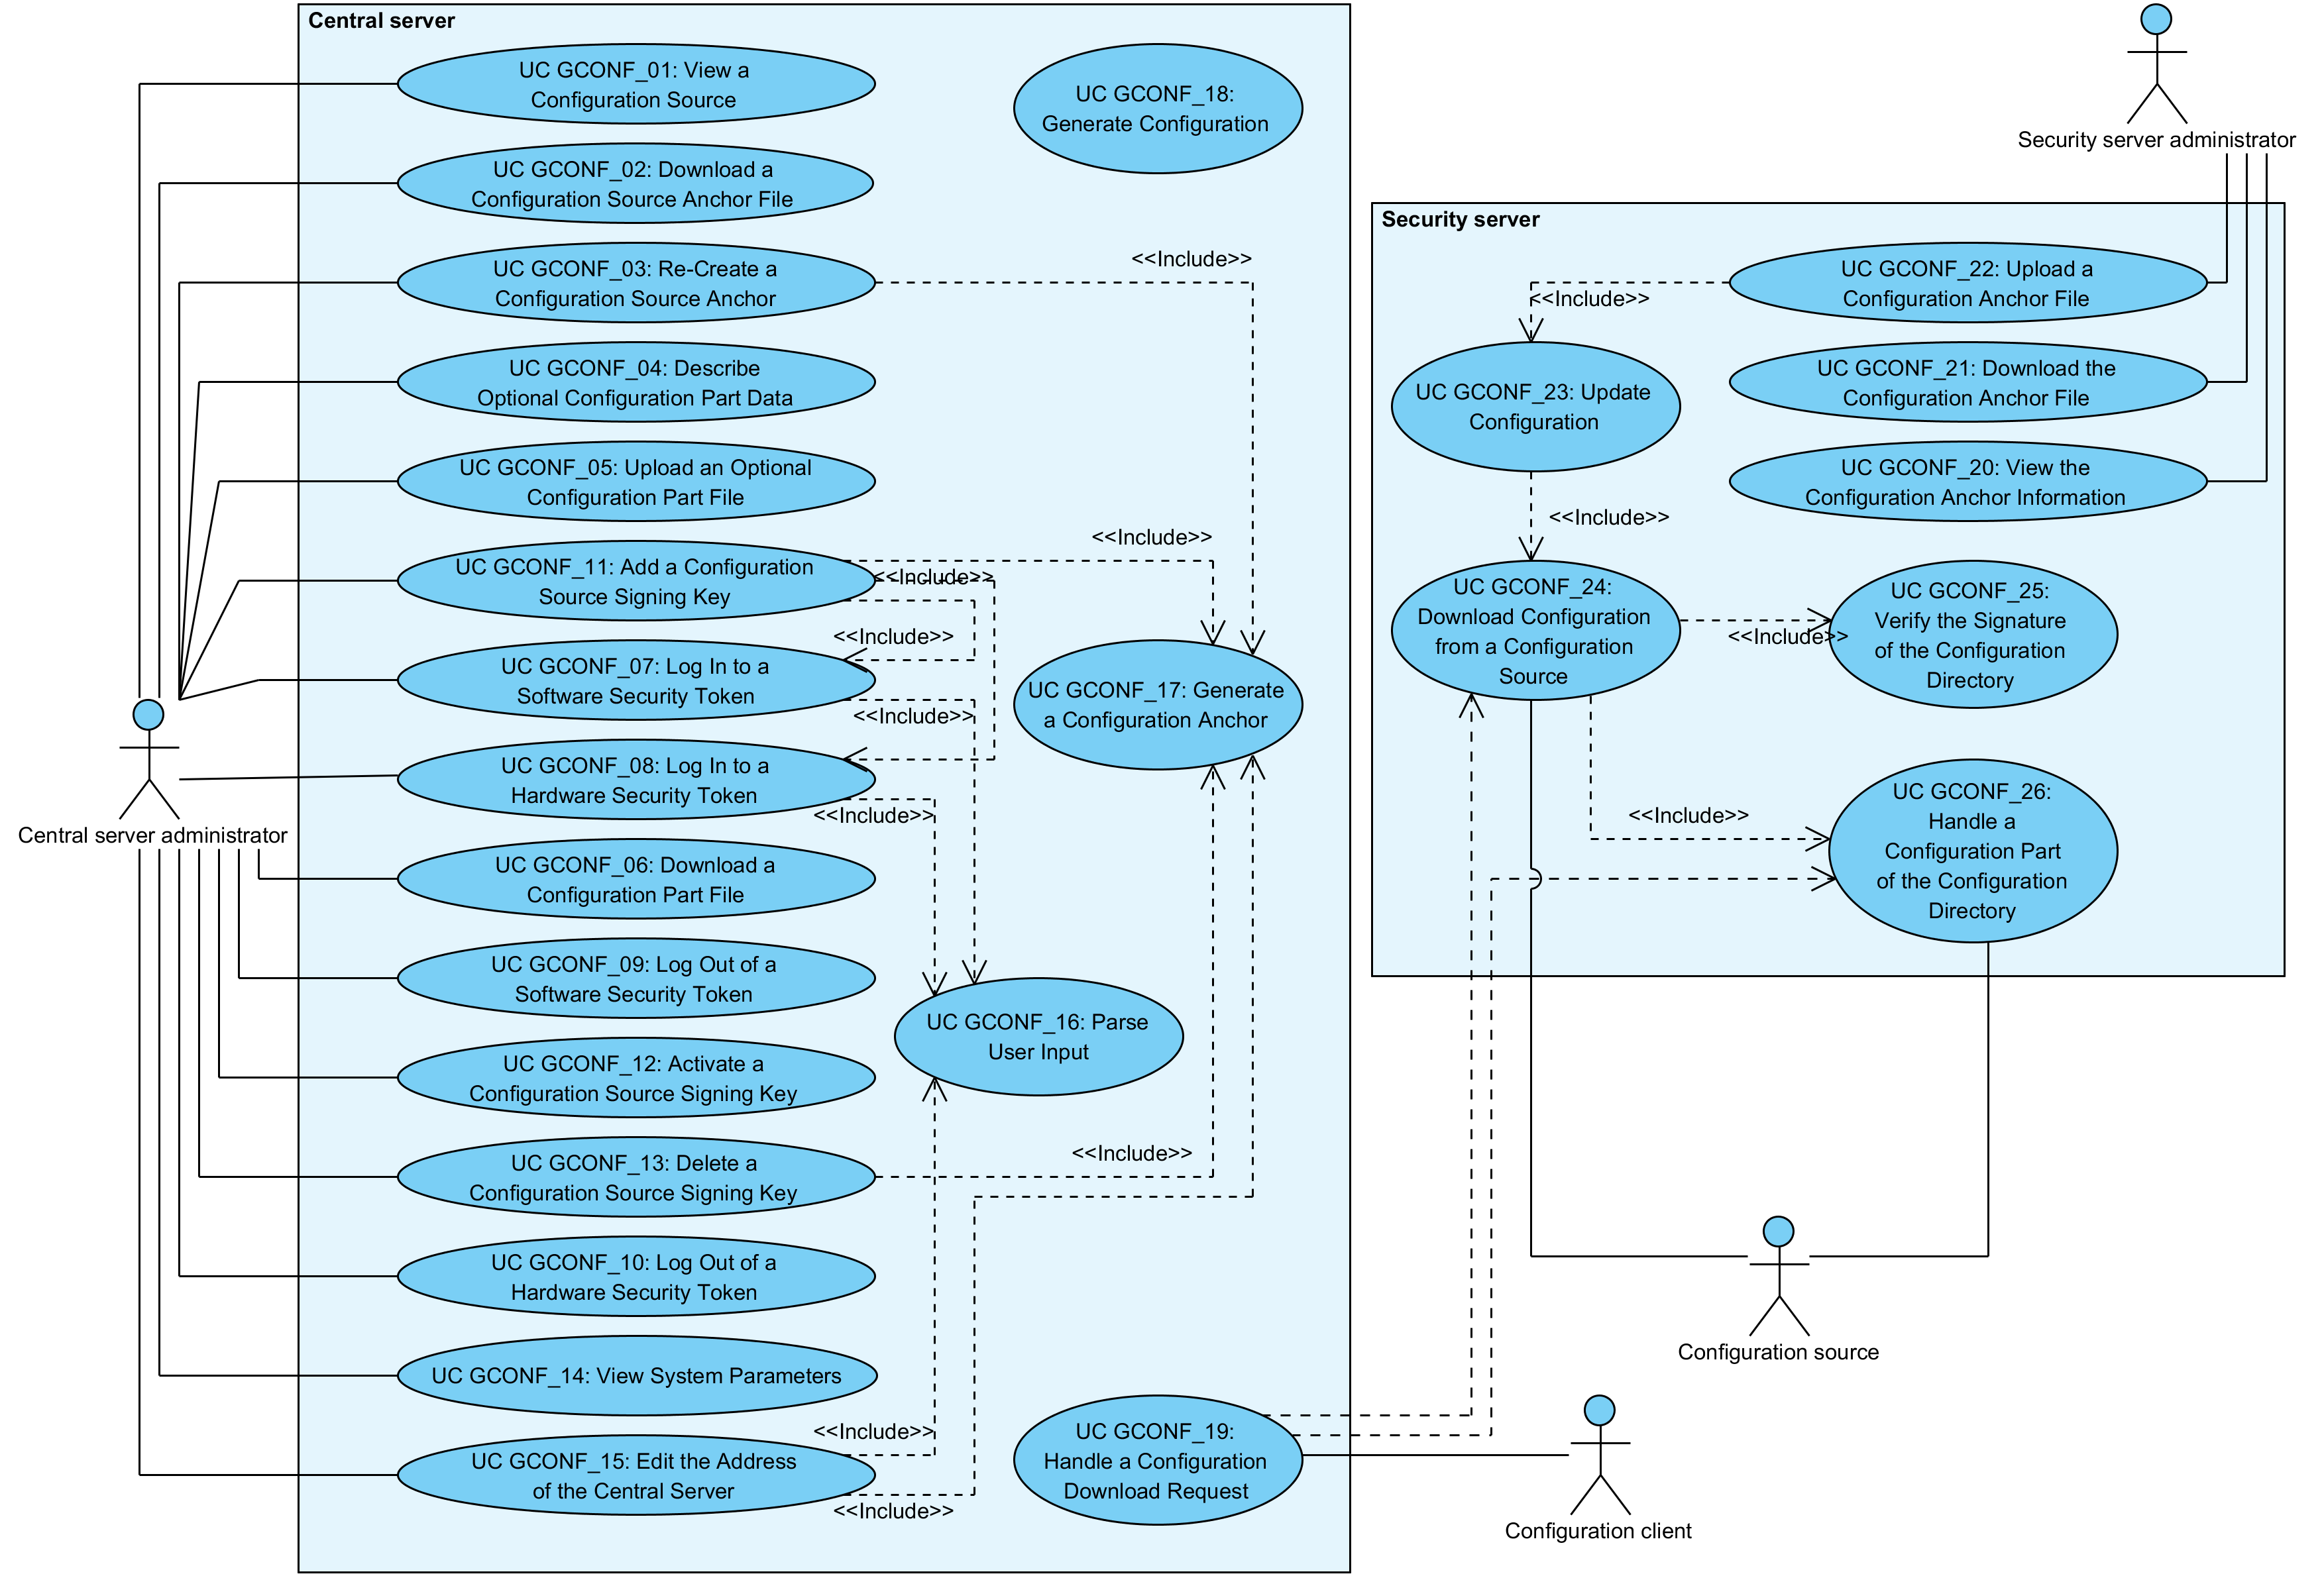 Central server
UC GCONF_01: View a
Configuration Source
UC GCONF_02: Download a
Configuration Source Anchor File
UC GCONF_03: Re-Create a
Configuration Source Anchor
UC GCONF_04: Describe
Optional Configuration Part Data
UC GCONF_05: Upload an Optional
Configuration Part File
UC GCONF_11: Add a Configuration
Source Signing Key
UC GCONF_07: Log In to a
Software Security Token
UC GCONF_08: Log In to a
Hardware Security Token
Central server administrator
UC GCONF_06: Download a
Configuration Part File
UC GCONF_09: Log Out of a
Software Security Token
UC GCONF_12: Activate a
Configuration Source Signing Key
UC GCONF_13: Delete a
Configuration Source Signing Key
UC GCONF_10: Log Out of a
Hardware Security Token
UC GCONF_14: View System Parameters
UC GCONF_15: Edit the Address
of the Central Server
UC GCONF_18:
Generate Configuration
<<Include>>
<<Include>>
<<Include>>
<<Include>>
<<Include>>
<<Include>>
UC GCONF_17: Generate
a Configuration Anchor
UC GCONF_16: Parse
User Input
<<Include>>
<<Include>>
<<Include>>
UC GCONF_19:
Handle a Configuration
Download Request
Security server administrator
Security server
UC GCONF_22: Upload a
Configuration Anchor File
<<Include>>
UC GCONF_23: Update
Configuration
UC GCONF_21: Download the
Configuration Anchor File
UC GCONF_20: View the
Configuration Anchor Information
<<Include>>
UC GCONF_24:
Download Configuration
from a Configuration
Source
<<Include>>
UC GCONF_25:
Verify the Signature
of the Configuration
Directory
<<Include>>
UC GCONF_26:
Handle a
Configuration Part
of the Configuration
Directory
Configuration source
Configuration client